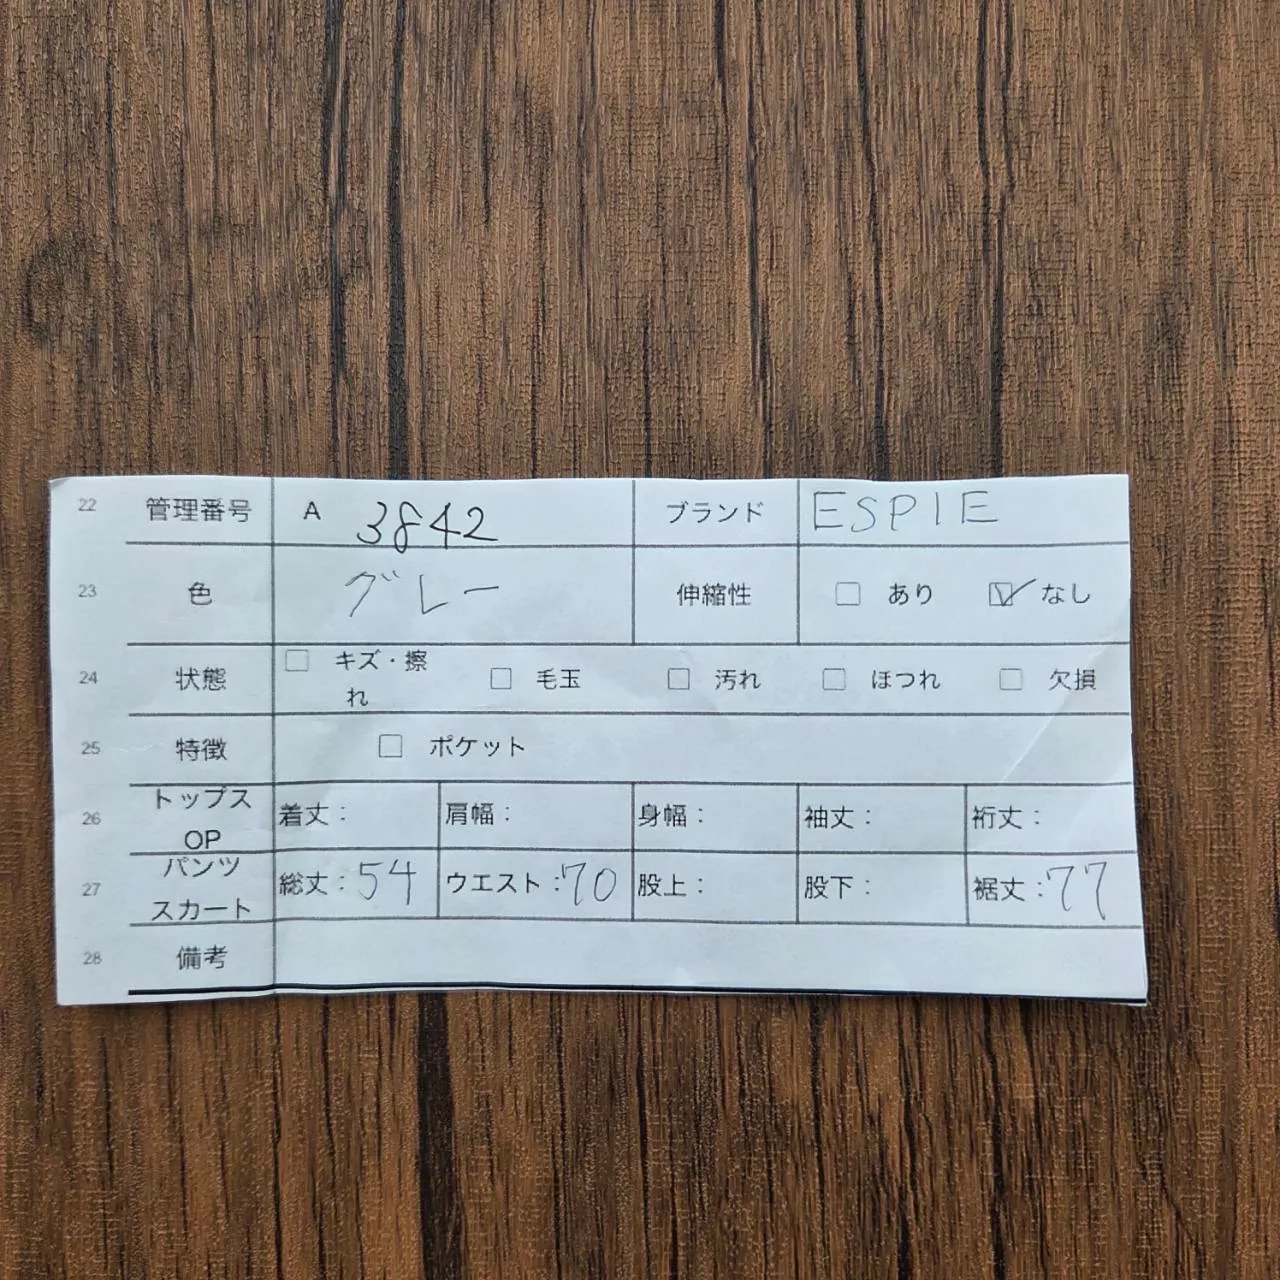 22 管理番号 A 3842 ブランド ESPIE
23 色 グレー 伸縮性 □ あり ☑ なし
24 状態 □ キズ・擦れ □ 毛玉 □ 汚れ □ ほつれ □ 欠損
25 特徴 □ ポケット
26 トップス OP 着丈： 肩幅： 身幅： 袖丈： 裄丈：
27 パンツ スカート 総丈：54 ウエスト：70 股上： 股下： 裾丈：77
28 備考